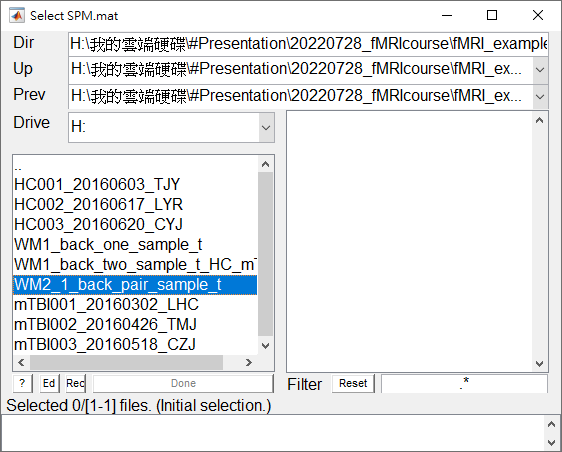 Select SPM.mat
Dir H:\我的雲端硬碟\#Presentation\20220728_fMRIcourse\fMRI_example
Up H:\我的雲端硬碟\#Presentation\20220728_fMRIcourse\fMRI_ex...
Prev H:\我的雲端硬碟\#Presentation\20220728_fMRIcourse\fMRI_ex...
Drive H:
..
HC001_20160603_TJY
HC002_20160617_LYR
HC003_20160620_CYJ
WM1_back_one_sample_t
WM1_back_two_sample_t_HC_mT
WM2_1_back_pair_sample_t
mTBI001_20160302_LHC
mTBI002_20160426_TMJ
mTBI003_20160518_CZJ
? Ed Rec Done
Filter Reset .*
Selected 0/[1-1] files. (Initial selection.)